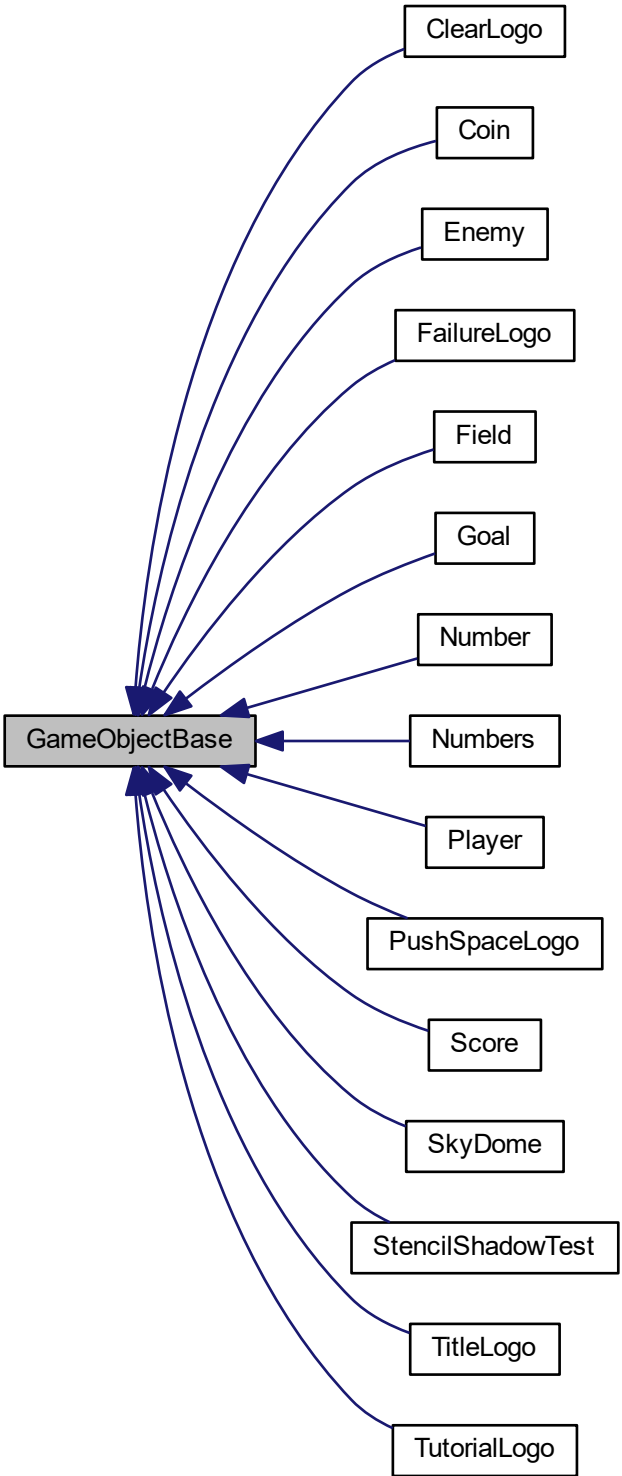 ClearLogo
Coin
Enemy
FailureLogo
Field
Goal
Number
GameObjectBase
Numbers
Player
PushSpaceLogo
Score
SkyDome
StencilShadowTest
TitleLogo
TutorialLogo